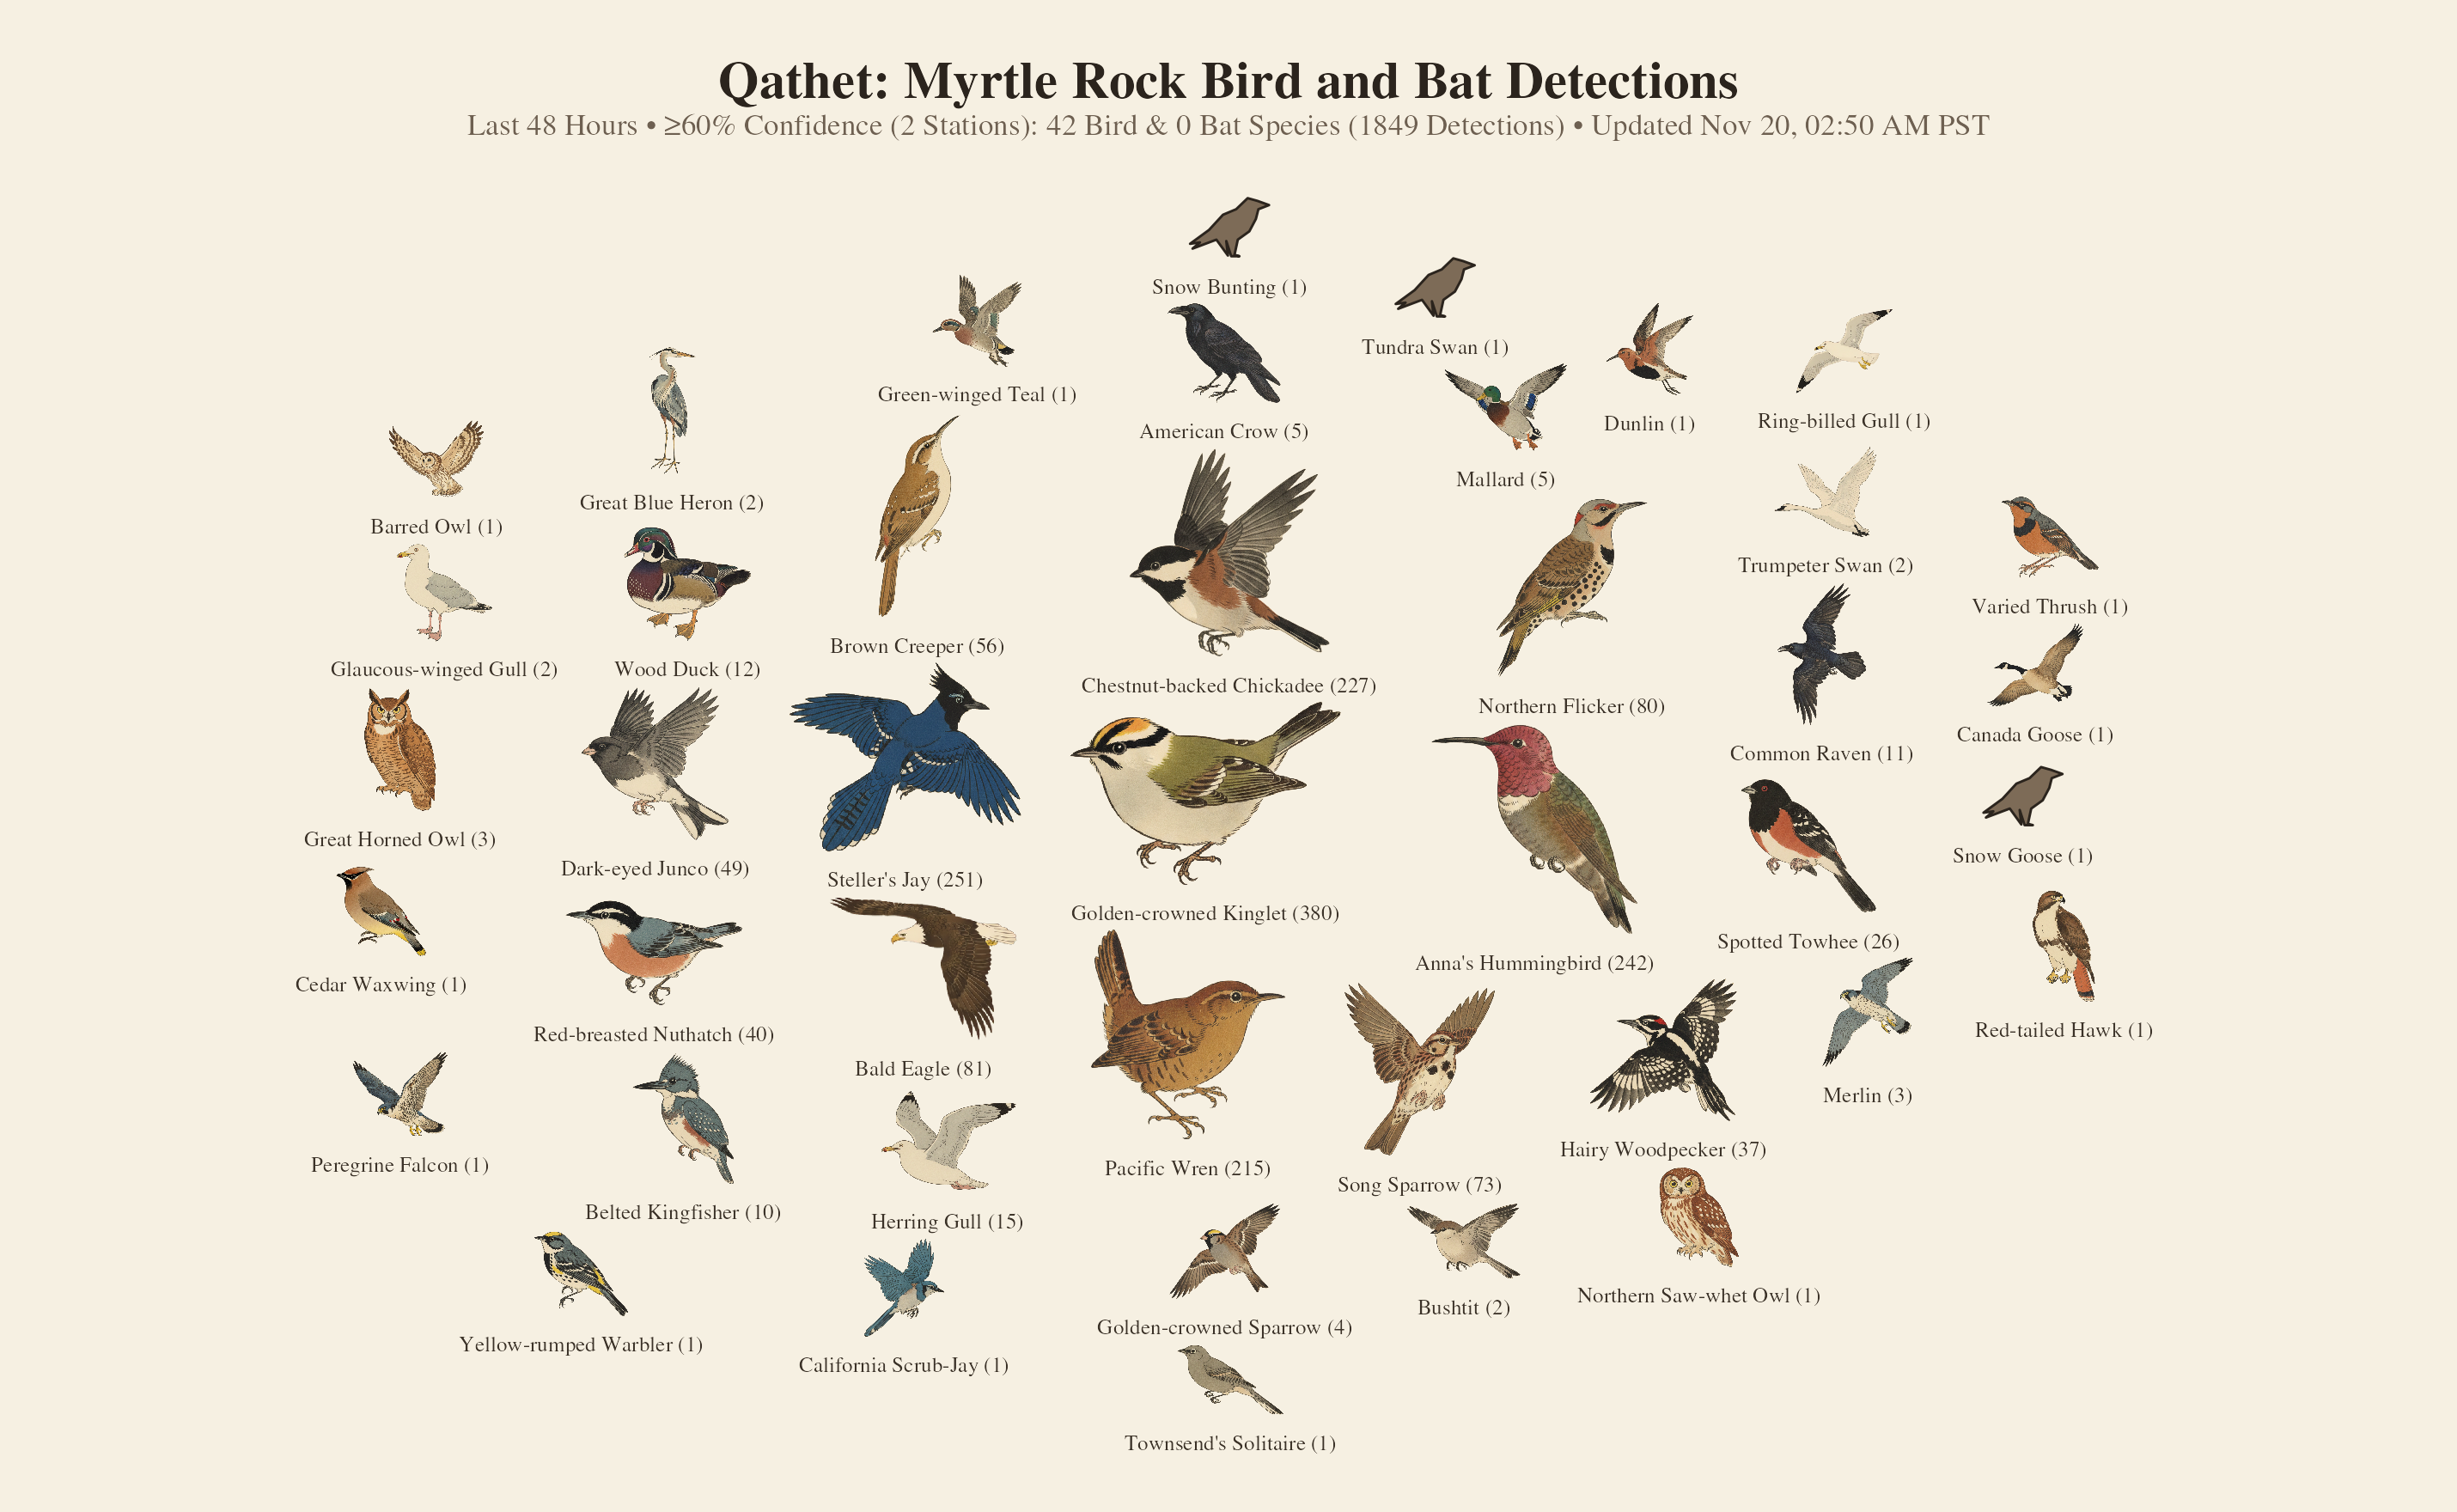 Qathet: Myrtle Rock Bird and Bat Detections
Last 48 Hours • ≥60% Confidence (2 Stations): 42 Bird & 0 Bat Species (1849 Detections) • Updated Nov 20, 02:50 AM PST
Snow Bunting (1)
Tundra Swan (1)
Green-winged Teal (1)
Ring-billed Gull (1)
Dunlin (1)
American Crow (5)
Mallard (5)
Great Blue Heron (2)
Barred Owl (1)
Trumpeter Swan (2)
Varied Thrush (1)
Brown Creeper (56)
Glaucous-winged Gull (2)
Wood Duck (12)
Chestnut-backed Chickadee (227)
Northern Flicker (80)
Canada Goose (1)
Common Raven (11)
Great Horned Owl (3)
Snow Goose (1)
Dark-eyed Junco (49)
Steller's Jay (251)
Golden-crowned Kinglet (380)
Spotted Towhee (26)
Anna's Hummingbird (242)
Cedar Waxwing (1)
Red-tailed Hawk (1)
Red-breasted Nuthatch (40)
Bald Eagle (81)
Merlin (3)
Hairy Woodpecker (37)
Peregrine Falcon (1)
Pacific Wren (215)
Song Sparrow (73)
Belted Kingfisher (10)
Herring Gull (15)
Northern Saw-whet Owl (1)
Bushtit (2)
Golden-crowned Sparrow (4)
Yellow-rumped Warbler (1)
California Scrub-Jay (1)
Townsend's Solitaire (1)